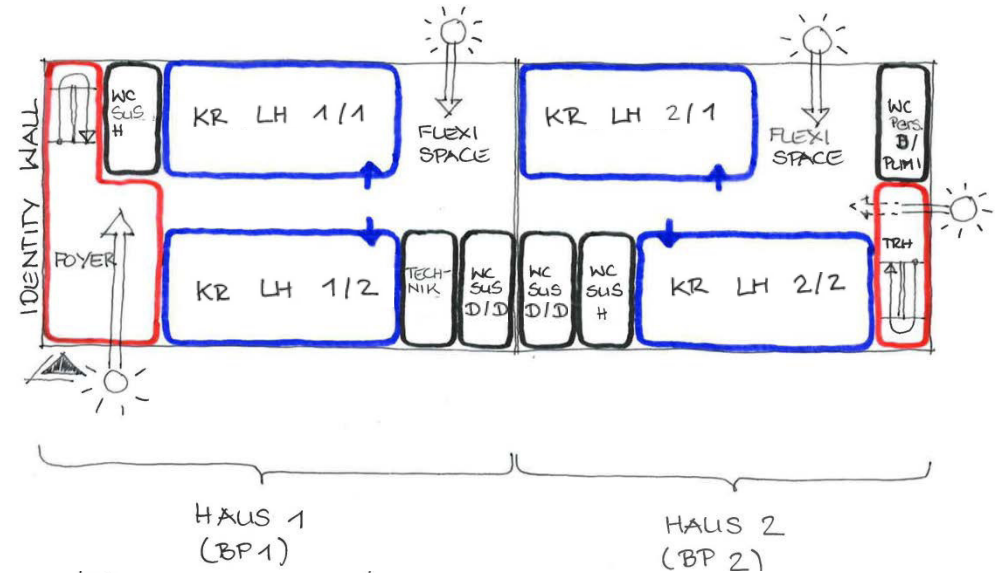 IDENTITY WALL
WC
SuS
H
KR LH 1/1
FLEXI
SPACE
KR LH 2/1
FLEXI
SPACE
WC
Pers.
D/
PUMI
FOYER
KR LH 1/2
TECH-
NIK
WC
SUS
D/D
WC
SUS
D/D
WC
SUS
H
KR LH 2/2
TRH
HAUS 1
(BP1)
HAUS 2
(BP 2)